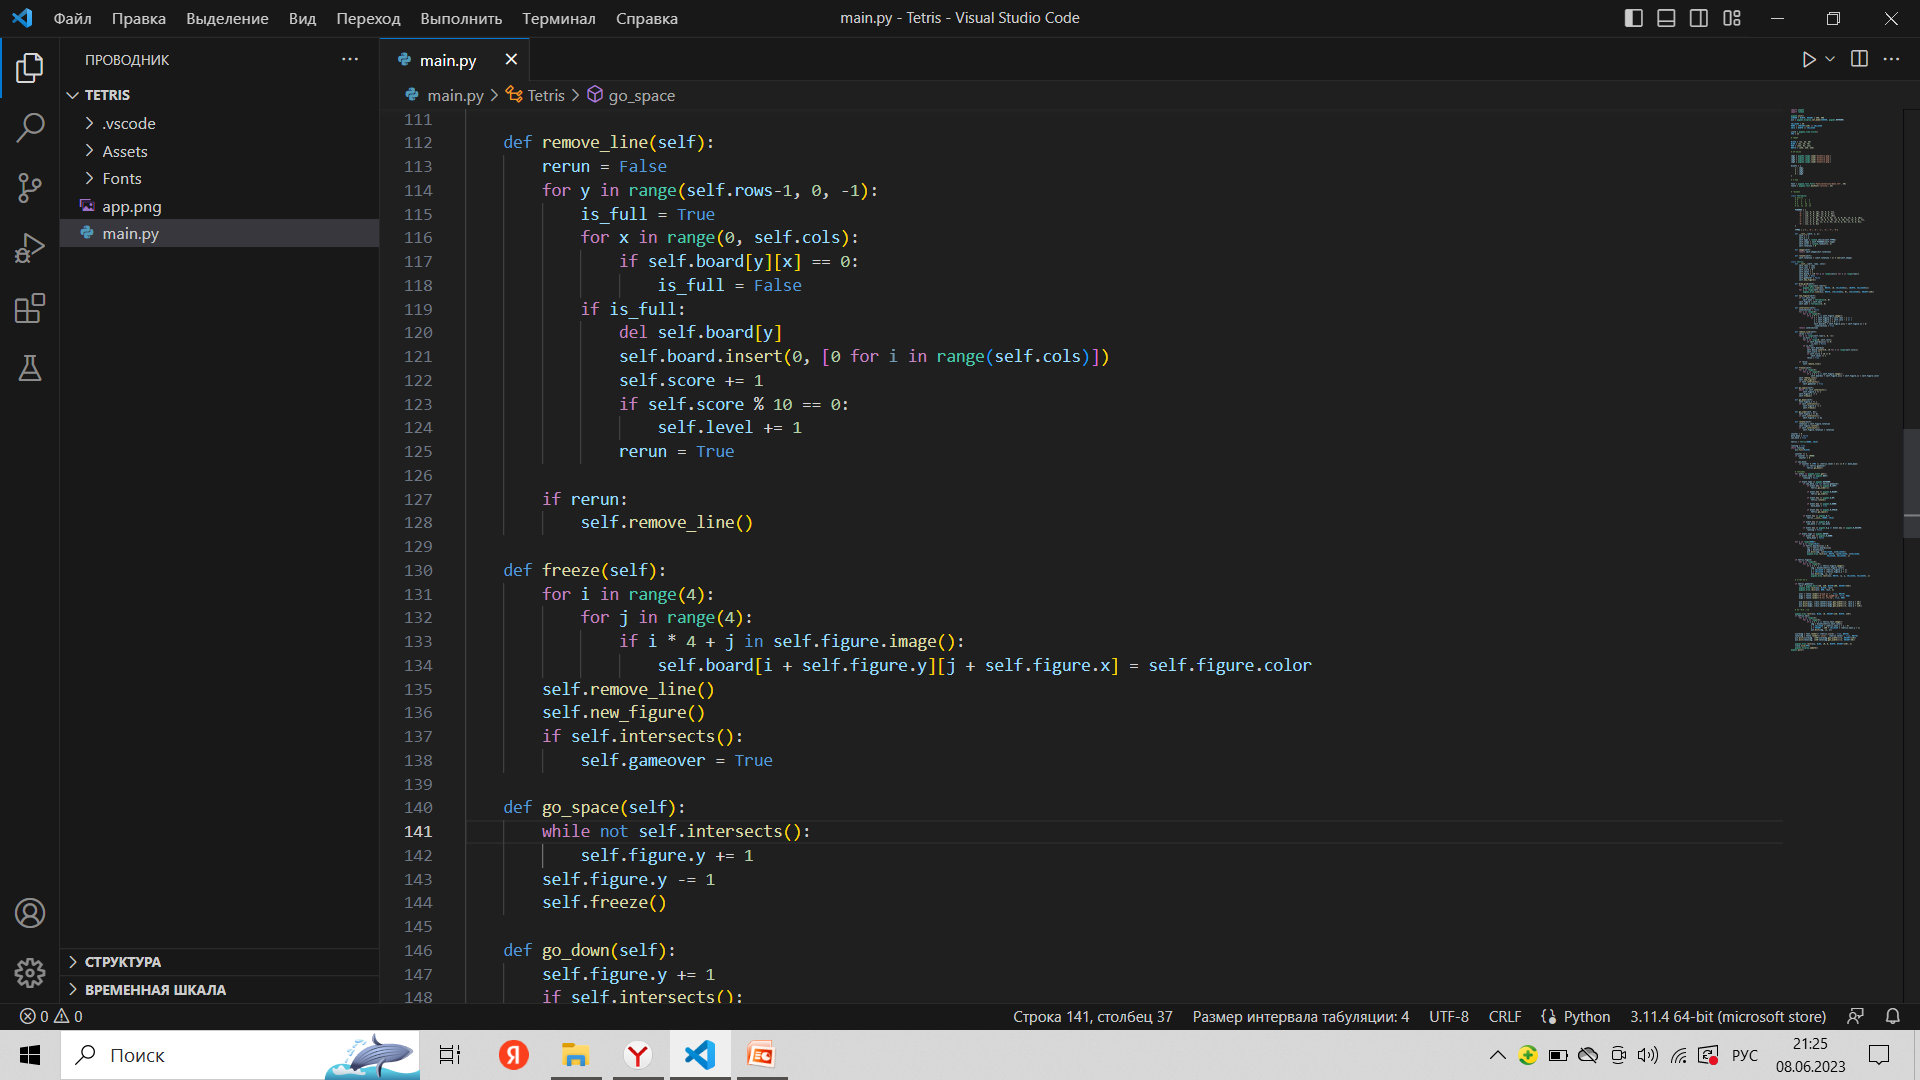 Файл Правка Выделение Вид Переход Выполнить Терминал Справка
main.py - Tetris - Visual Studio Code
ПРОВОДНИК
main.py
TETRIS
.vscode
Assets
Fonts
app.png
main.py
main.py > Tetris > go_space
111
112 def remove_line(self):
113 rerun = False
114 for y in range(self.rows-1, 0, -1):
115 is_full = True
116 for x in range(0, self.cols):
117 if self.board[y][x] == 0:
118 is_full = False
119 if is_full:
120 del self.board[y]
121 self.board.insert(0, [0 for i in range(self.cols)])
122 self.score += 1
123 if self.score % 10 == 0:
124 self.level += 1
125 rerun = True
126
127 if rerun:
128 self.remove_line()
129
130 def freeze(self):
131 for i in range(4):
132 for j in range(4):
133 if i * 4 + j in self.figure.image():
134 self.board[i + self.figure.y][j + self.figure.x] = self.figure.color
135 self.remove_line()
136 self.new_figure()
137 if self.intersects():
138 self.gameover = True
139
140 def go_space(self):
141 while not self.intersects():
142 self.figure.y += 1
143 self.figure.y -= 1
144 self.freeze()
145
146 def go_down(self):
147 self.figure.y += 1
148 if self.intersects():
СТРУКТУРА
ВРЕМЕННАЯ ШКАЛА
0 0 Строка 141, столбец 37 Размер интервала табуляции: 4 UTF-8 CRLF Python 3.11.4 64-bit (microsoft store)
Поиск
РУС
21:25
08.06.2023